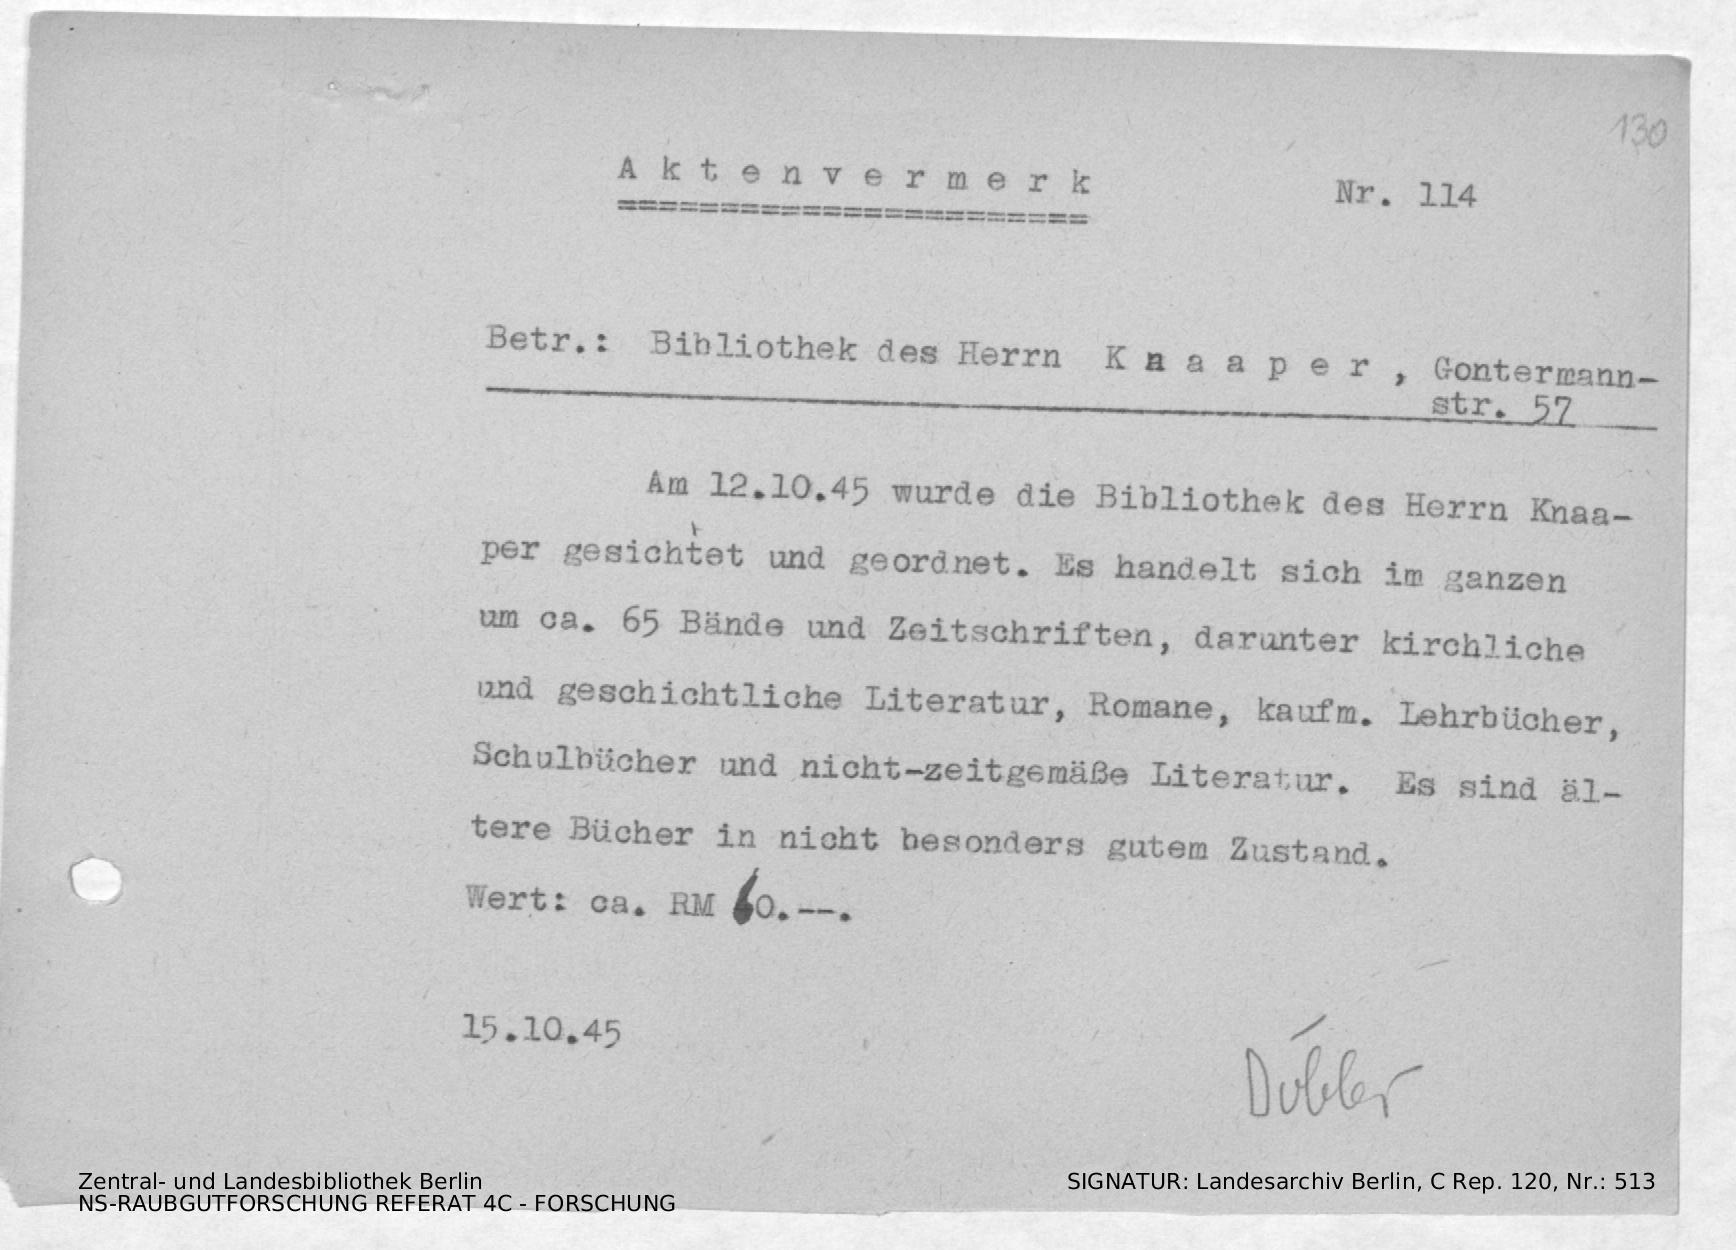 130
A k t e n v e r m e r k
=======================
Nr. 114
Betr.: Bibliothek des Herrn K n a a p e r , Gontermann-
str. 57
Am 12.10.45 wurde die Bibliothek des Herrn Knaa-
per gesichtet und geordnet. Es handelt sich im ganzen
um ca. 65 Bände und Zeitschriften, darunter kirchliche
und geschichtliche Literatur, Romane, kaufm. Lehrbücher,
Schulbücher und nicht-zeitgemäße Literatur. Es sind äl-
tere Bücher in nicht besonders gutem Zustand.
Wert: ca. RM 60.--.
15.10.45
Zentral- und Landesbibliothek Berlin
NS-RAUBGUTFORSCHUNG REFERAT 4C - FORSCHUNG
SIGNATUR: Landesarchiv Berlin, C Rep. 120, Nr.: 513